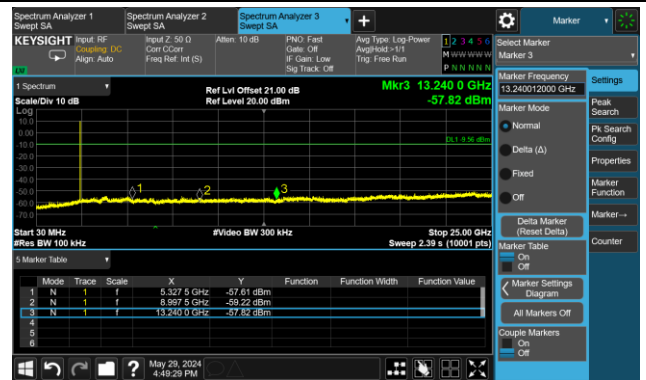 Spectrum Analyzer 1
Swept SA
Spectrum Analyzer 2
Swept SA
Spectrum Analyzer 3
Swept SA
Marker
KEYSIGHT
Input: RF
Coupling: DC
Align: Auto
Input Z: 50 Ω
Corr CCorr
Freq Ref: Int (S)
Atten: 10 dB
PNO: Fast
Gate: Off
IF Gain: Low
Sig Track: Off
Avg Type: Log-Power
Avg|Hold:>1/1
Trig: Free Run
1 2 3 4 5 6
M W W W W W
P N N N N N
LW
Select Marker
Marker 3
1 Spectrum
Scale/Div 10 dB
Log
Ref Lvl Offset 21.00 dB
Ref Level 20.00 dBm
Mkr3 13.240 0 GHz
-57.82 dBm
10.0
0.00
-10.0
-20.0
-30.0
-40.0
-50.0
-60.0
-70.0
DL1 -9.56 dBm
1
2
3
Start 30 MHz
#Res BW 100 kHz
#Video BW 300 kHz
Stop 25.00 GHz
Sweep 2.39 s (10001 pts)
Marker Frequency
13.240012000 GHz
Marker Mode
Normal
Delta (Δ)
Fixed
Off
Delta Marker
(Reset Delta)
Marker Table
On
Off
Marker Settings
Diagram
All Markers Off
Couple Markers
On
Off
Settings
Peak
Search
Pk Search
Config
Properties
Marker
Function
Marker→
Counter
5 Marker Table
Mode Trace Scale X Y Function Function Width Function Value
1 N 1 f 5.327 5 GHz -57.61 dBm
2 N 1 f 8.997 5 GHz -59.22 dBm
3 N 1 f 13.240 0 GHz -57.82 dBm
4
5
6
?
May 29, 2024
4:49:29 PM